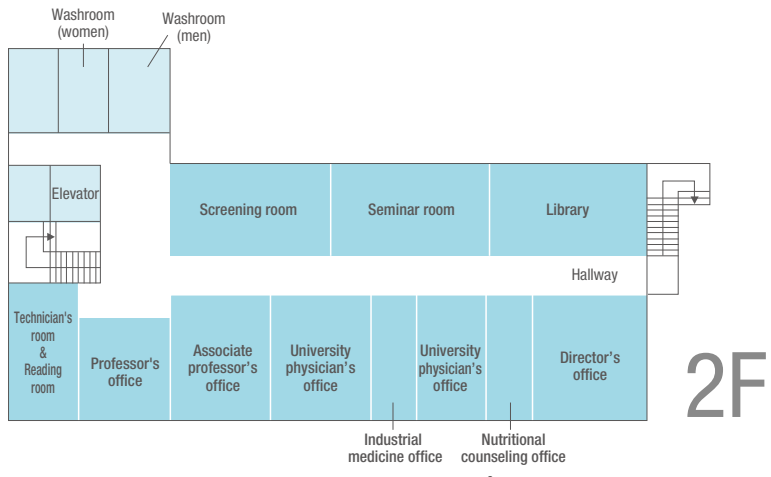 Washroom
(women)
Washroom
(men)
Elevator
Screening room
Seminar room
Library
Hallway
Technician's
room
&
Reading
room
Professor's
office
Associate
professor's
office
University
physician's
office
University
physician's
office
Director's
office
2F
Industrial
medicine office
Nutritional
counseling office